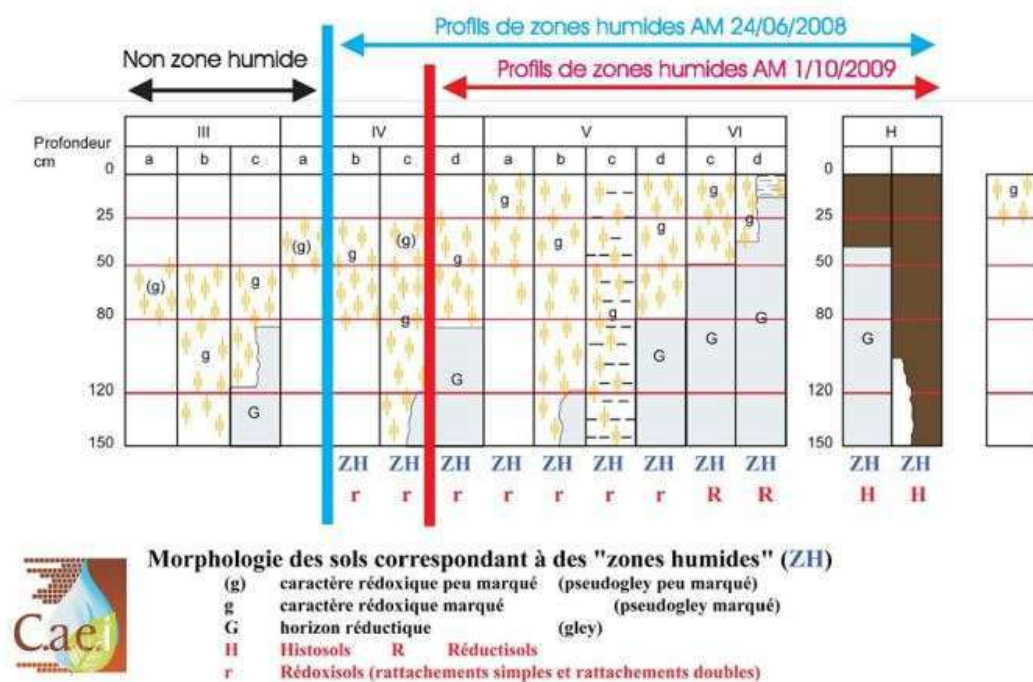 Profils de zones humides AM 24/06/2008
Non zone humide
Profils de zones humides AM 1/10/2009
Profondeur
cm
III IV V VI H
a b c a b c d a b c d c d
0 0
25 25
50 50
80 80
120 120
150 150
g g g (g) g g g g
(g) g g g (g) g
(g) g g g
g G G G G G
G
ZH ZH ZH ZH ZH ZH ZH ZH ZH ZH ZH
r r r r r r r R R H H
Morphologie des sols correspondant à des "zones humides" (ZH)
(g) caractère rédoxique peu marqué (pseudogley peu marqué)
g caractère rédoxique marqué (pseudogley marqué)
G horizon réductique (gley)
H Histosols R Réductisols
r Rédoxisols (rattachements simples et rattachements doubles)
C.ae.i